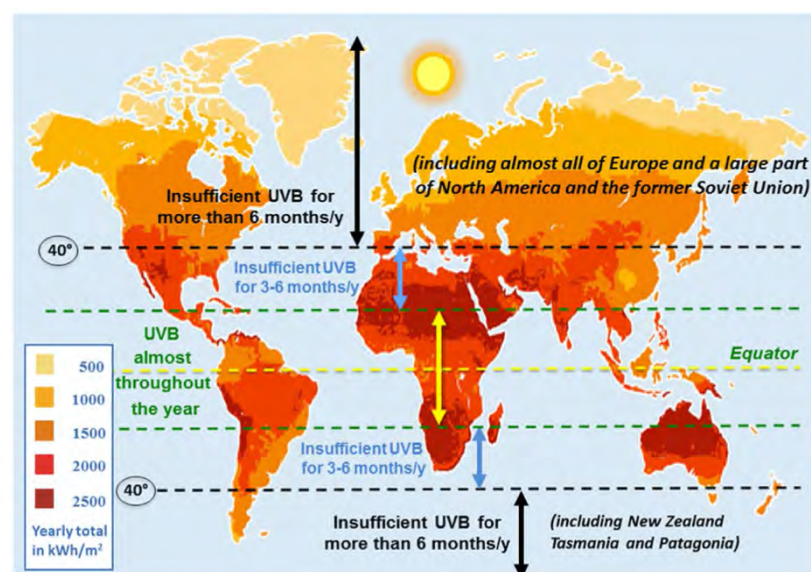 (including almost all of Europe and a large part
of North America and the former Soviet Union)
Insufficient UVB for
more than 6 months/y
40°
Insufficient UVB
for 3-6 months/y
UVB
almost
throughout
the year
Equator
500
1000
1500
2000
2500
Yearly total
in kWh/m²
Insufficient UVB
for 3-6 months/y
40°
Insufficient UVB for
more than 6 months/y
(including New Zealand
Tasmania and Patagonia)